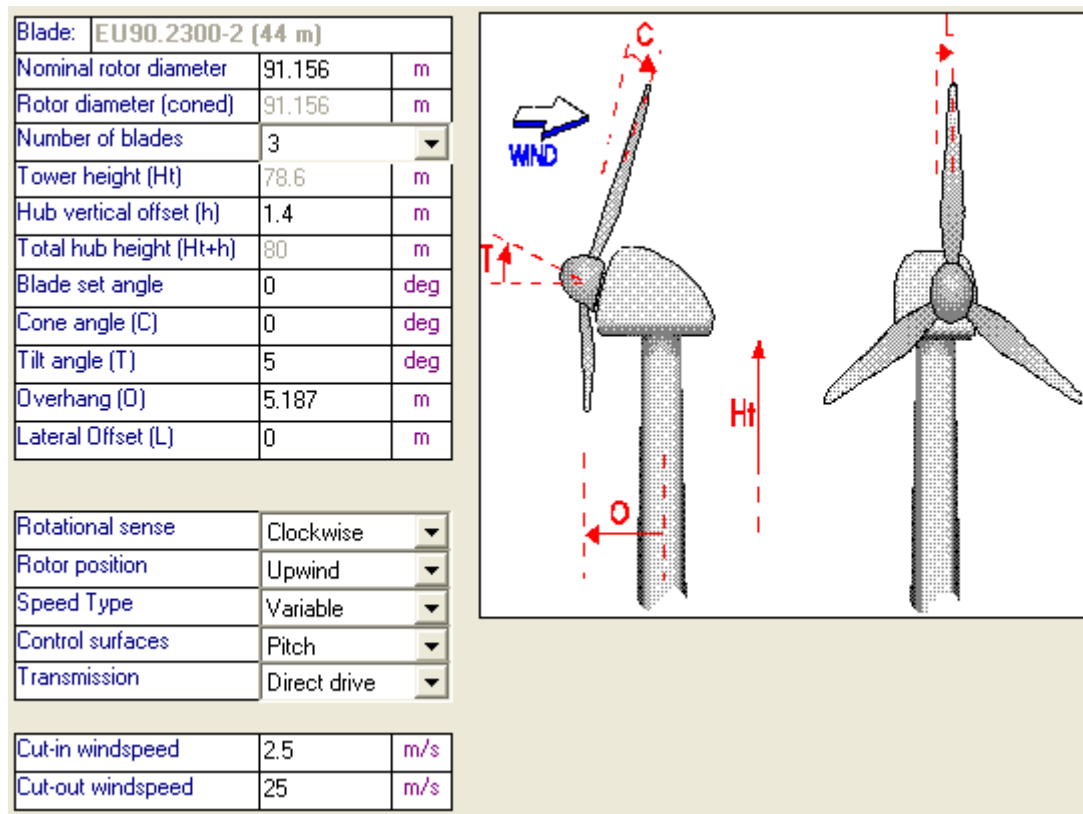 Blade: EU90.2300-2 (44 m)
Nominal rotor diameter 91.156 m
Rotor diameter (coned) 91.156 m
Number of blades 3
Tower height (Ht) 78.6 m
Hub vertical offset (h) 1.4 m
Total hub height (Ht+h) 80 m
Blade set angle 0 deg
Cone angle (C) 0 deg
Tilt angle (T) 5 deg
Overhang (O) 5.187 m
Lateral Offset (L) 0 m
Rotational sense Clockwise
Rotor position Upwind
Speed Type Variable
Control surfaces Pitch
Transmission Direct drive
Cut-in windspeed 2.5 m/s
Cut-out windspeed 25 m/s
C
L
WIND
T
Ht
O